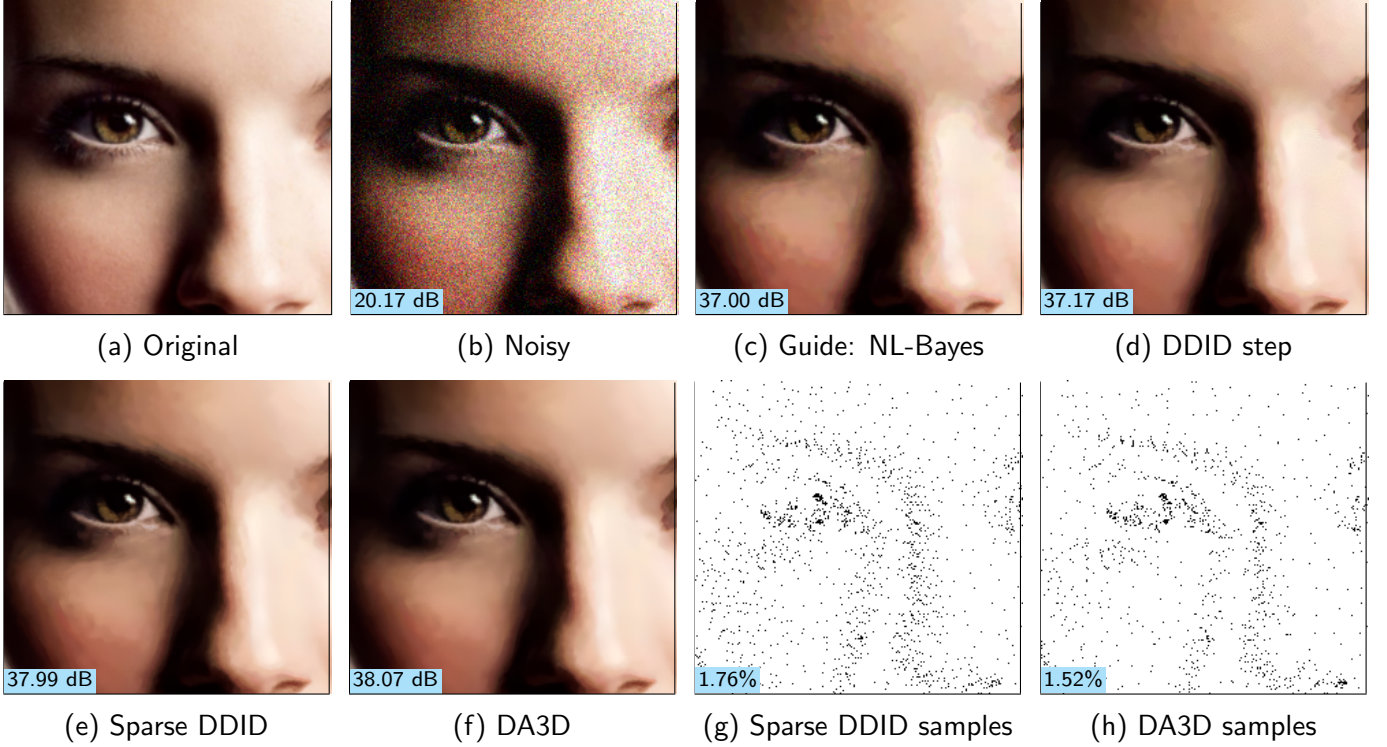 20.17 dB
37.00 dB
37.17 dB
(a) Original
(b) Noisy
(c) Guide: NL-Bayes
(d) DDID step
37.99 dB
38.07 dB
1.76%
1.52%
(e) Sparse DDID
(f) DA3D
(g) Sparse DDID samples
(h) DA3D samples